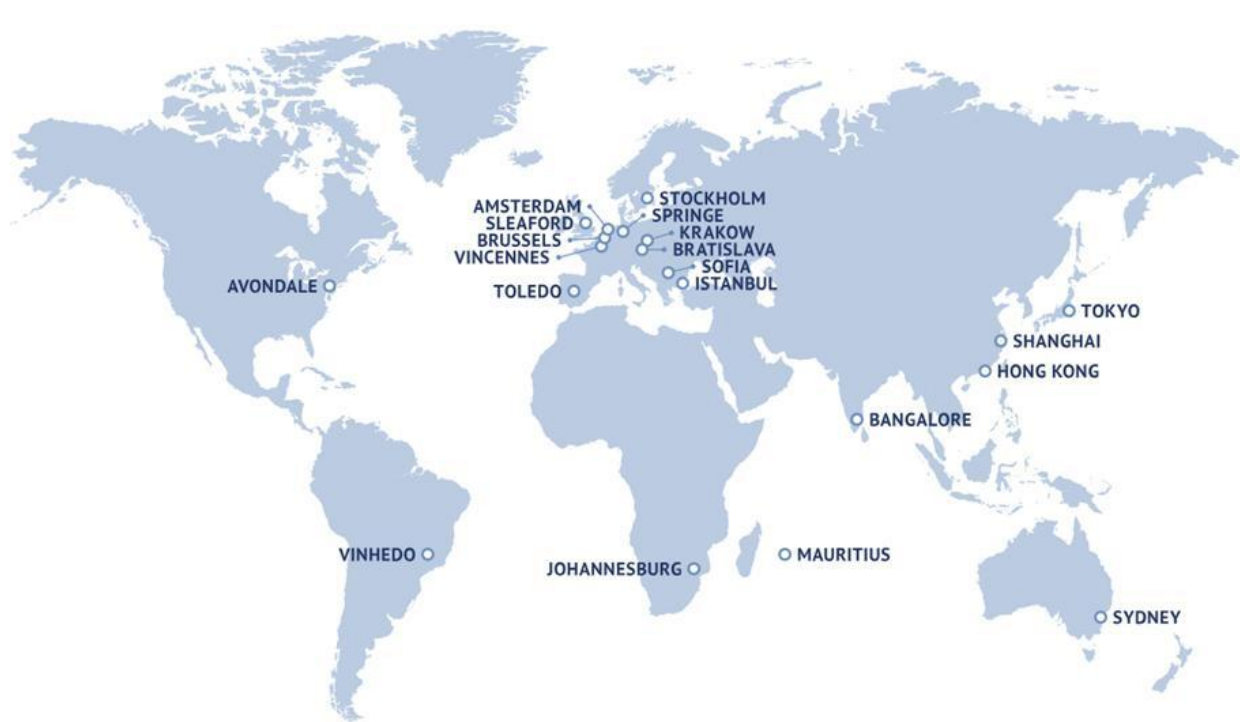 STOCKHOLM
AMSTERDAM
SPRINGE
SLEAFORD
KRAKOW
BRUSSELS
BRATISLAVA
VINCENNES
SOFIA
ISTANBUL
AVONDALE
TOLEDO
TOKYO
SHANGHAI
HONG KONG
BANGALORE
VINHEDO
MAURITIUS
JOHANNESBURG
SYDNEY